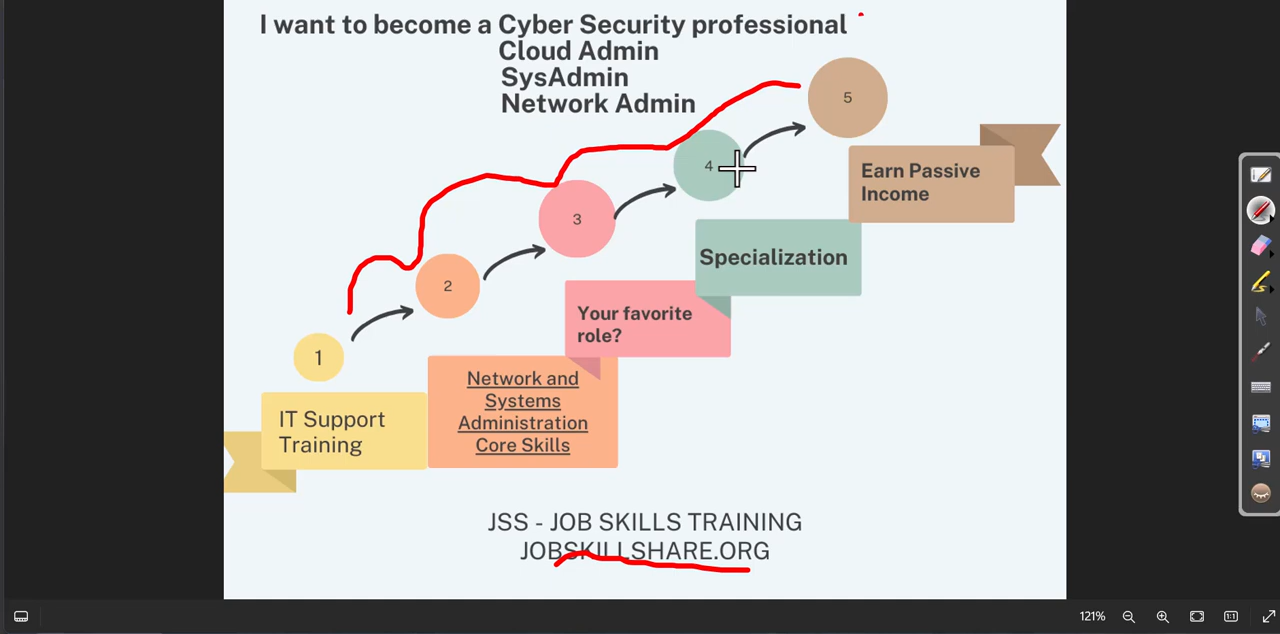 I want to become a Cyber Security professional
Cloud Admin
SysAdmin
Network Admin
5
4
Earn Passive
Income
3
Specialization
2
Your favorite
role?
1
Network and
Systems
Administration
Core Skills
IT Support
Training
JSS - JOB SKILLS TRAINING
JOBSKILLSHARE.ORG
121%
1:1